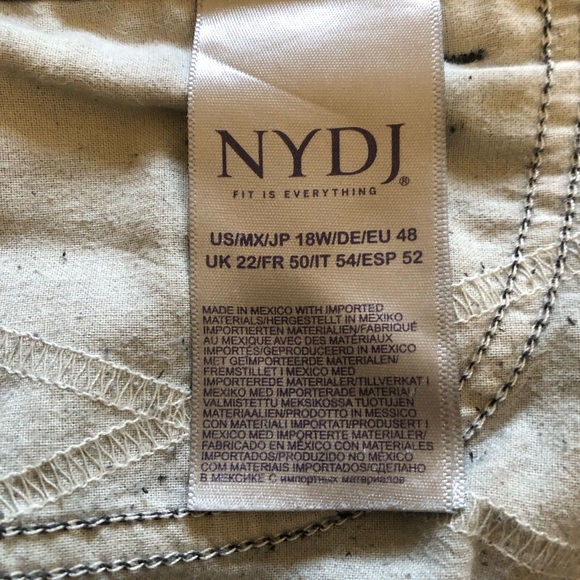 NYDJ®
FIT IS EVERYTHING
US/MX/JP 18W/DE/EU 48
UK 22/FR 50/IT 54/ESP 52
MADE IN MEXICO WITH IMPORTED
MATERIALS/HERGESTELLT IN MEXIKO
IMPORTIERTEN MATERIALIEN/FABRIQUÉ
AU MEXIQUE AVEC DES MATÉRIAUX
IMPORTÉS/GEPRODUCEERD IN MEXICO
MET GEÏMPORTEERDE MATERIALEN/
FREMSTILLET I MEXICO MED
IMPORTEREDE MATERIALER/TILLVERKAT I
MEXIKO MED IMPORTERADE MATERIAL/
VALMISTETTU MEKSIKOSSA TUOTUJEN
MATERIAALIEN/PRODOTTO IN MESSICO
CON MATERIALI IMPORTATI/PRODUSERT I
MEXICO MED IMPORTERTE MATERIALER/
FABRICADO EN MÉXICO CON MATERIALES
IMPORTADOS/PRODUZIDO NO MÉXICO
COM MATERIAIS IMPORTADOS/СДЕЛАНО
В МЕКСИКЕ С импортных материалов